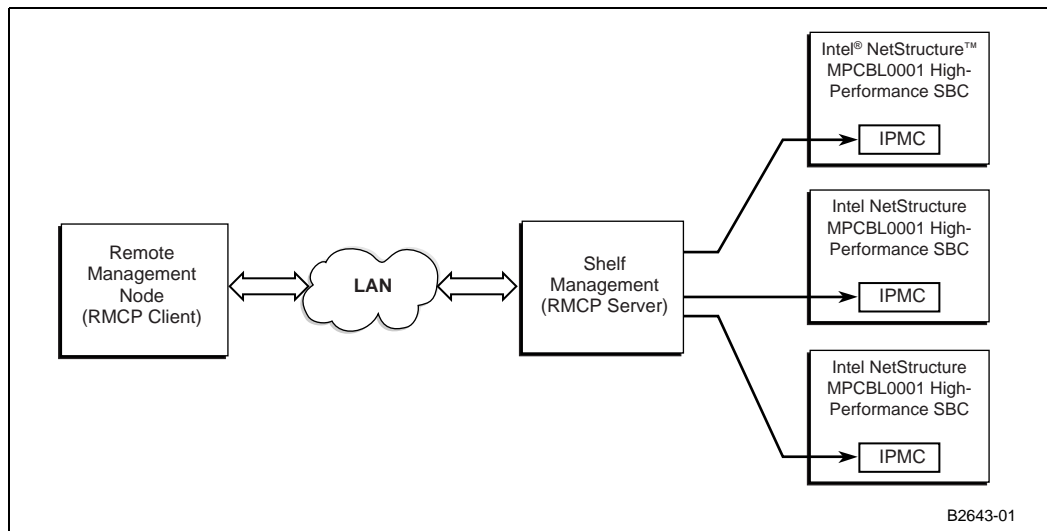 Remote
Management
Node
(RMCP Client)
LAN
Shelf
Management
(RMCP Server)
Intel® NetStructure™
MPCBL0001 High-
Performance SBC
IPMC
Intel NetStructure
MPCBL0001 High-
Performance SBC
IPMC
Intel NetStructure
MPCBL0001 High-
Performance SBC
IPMC
B2643-01